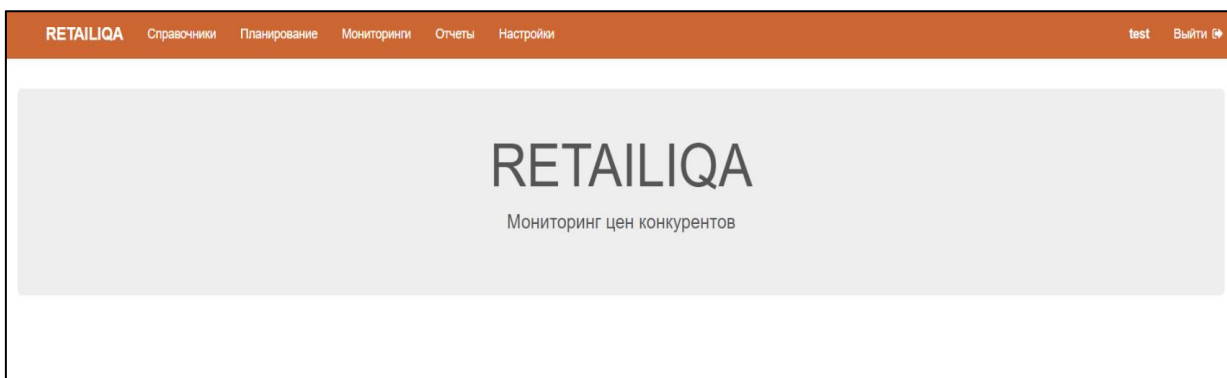 RETAILIQA Справочники Планирование Мониторинги Отчеты Настройки test Выйти
RETAILIQA
Мониторинг цен конкурентов